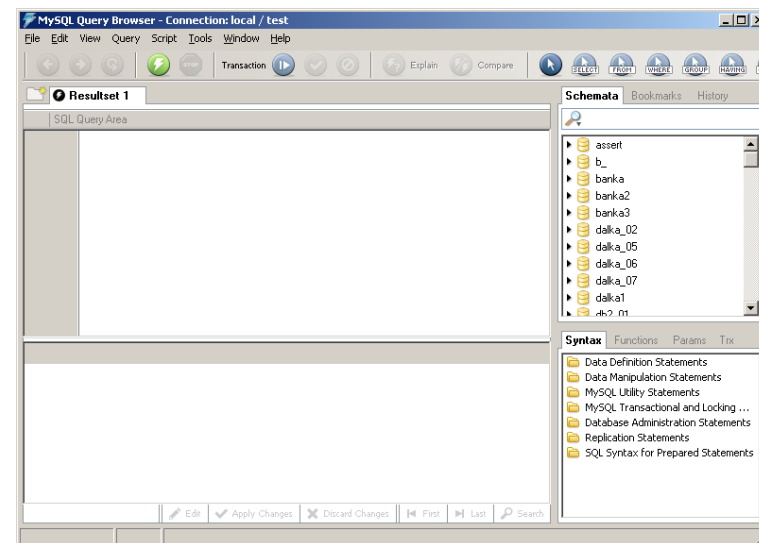 MySQL Query Browser - Connection: local / test
File Edit View Query Script Tools Window Help
STOP Transaction Explain Compare SELECT FROM WHERE GROUP HAVING
Resultset 1
SQL Query Area
Schemata Bookmarks History
assert
b_
banka
banka2
banka3
dalka_02
dalka_05
dalka_06
dalka_07
dalka1
db2_01
Syntax Functions Params Trx
Data Definition Statements
Data Manipulation Statements
MySQL Utility Statements
MySQL Transactional and Locking ...
Database Administration Statements
Replication Statements
SQL Syntax for Prepared Statements
Edit Apply Changes Discard Changes First Last Search